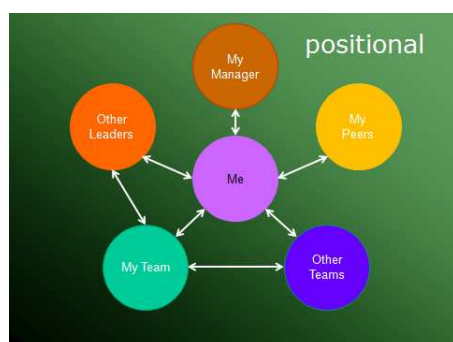 positional
My
Manager
Other
Leaders
My
Peers
Me
My Team
Other
Teams